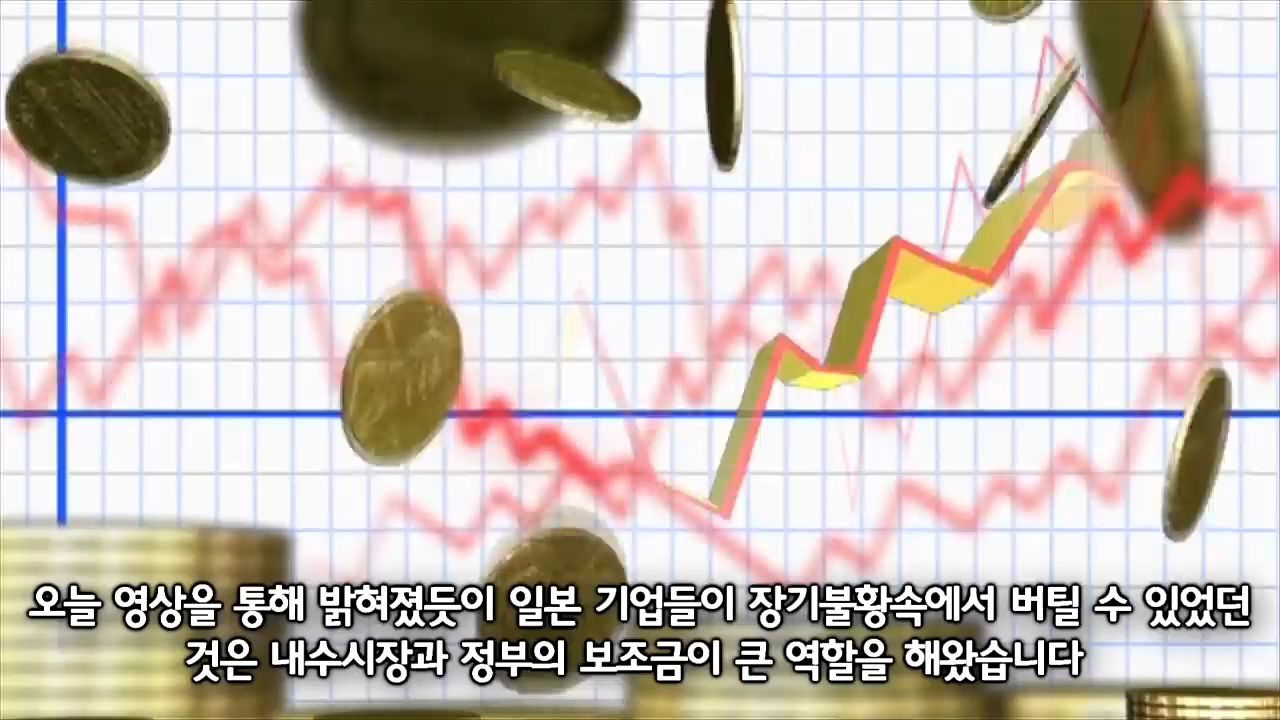 오늘 영상을 통해 밝혀졌듯이 일본 기업들이 장기불황속에서 버틸 수 있었던
것은 내수시장과 정부의 보조금이 큰 역할을 해왔습니다